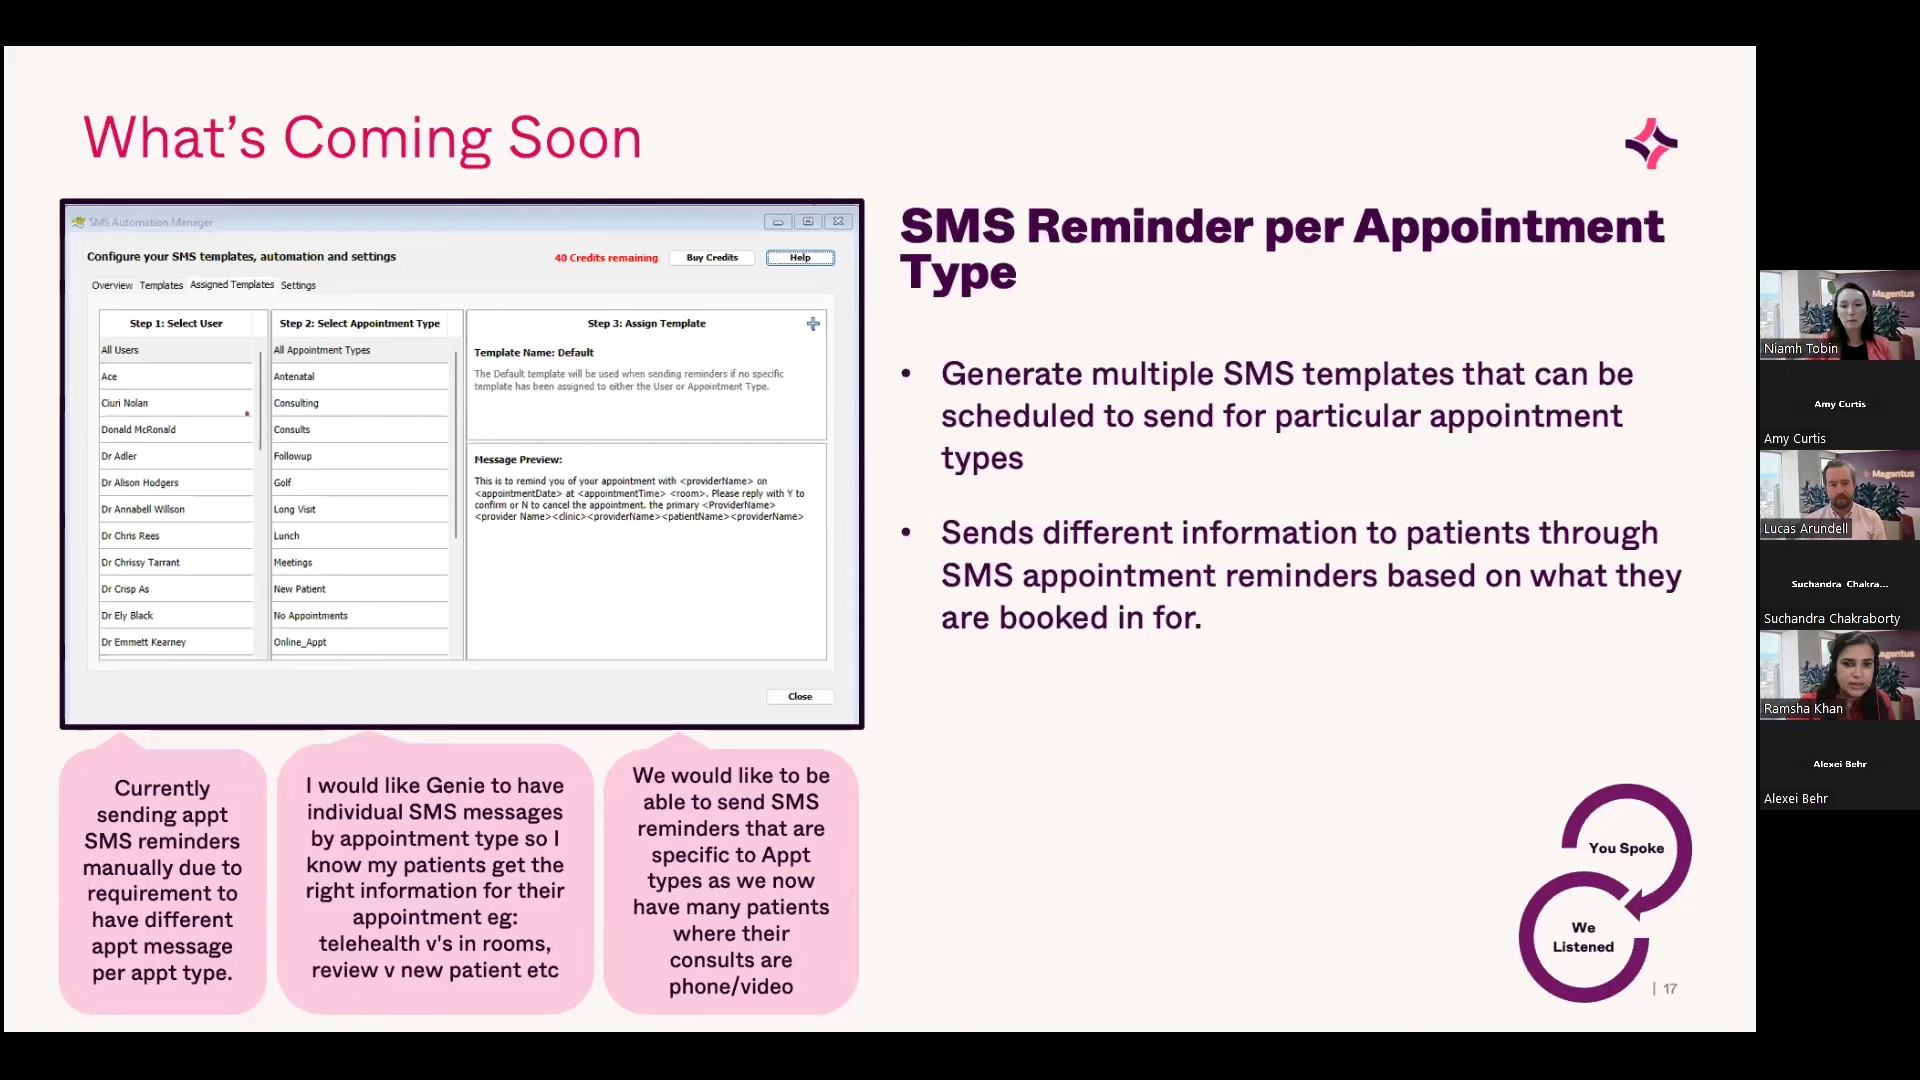 What's Coming Soon
SMS Automation Manager
Configure your SMS templates, automation and settings
40 Credits remaining
Buy Credits
Help
Overview
Templates
Assigned Templates
Settings
Step 1: Select User
All Users
Ace
Ciuri Nolan
Donald McRonald
Dr Adler
Dr Alison Hodgers
Dr Annabell Willson
Dr Chris Rees
Dr Chrissy Tarrant
Dr Crisp As
Dr Ely Black
Dr Emmett Kearney
Step 2: Select Appointment Type
All Appointment Types
Antenatal
Consulting
Consults
Followup
Golf
Long Visit
Lunch
Meetings
New Patient
No Appointments
Online_Appt
Step 3: Assign Template
Template Name: Default
The Default template will be used when sending reminders if no specific
template has been assigned to either the User or Appointment Type.
Message Preview:
This is to remind you of your appointment with <providerName> on
<appointmentDate> at <appointmentTime> <room>. Please reply with Y to
confirm or N to cancel the appointment. the primary <ProviderName>
<provider Name><clinic><providerName><patientName><providerName>
Close
SMS Reminder per Appointment
Type
• Generate multiple SMS templates that can be
scheduled to send for particular appointment
types
• Sends different information to patients through
SMS appointment reminders based on what they
are booked in for.
Currently
sending appt
SMS reminders
manually due to
requirement to
have different
appt message
per appt type.
I would like Genie to have
individual SMS messages
by appointment type so I
know my patients get the
right information for their
appointment eg:
telehealth v's in rooms,
review v new patient etc
We would like to be
able to send SMS
reminders that are
specific to Appt
types as we now
have many patients
where their
consults are
phone/video
You Spoke
We
Listened
| 17
Magentus
Niamh Tobin
Amy Curtis
Amy Curtis
Magentus
Lucas Arundell
Suchandra Chakra...
Suchandra Chakraborty
agentus
Ramsha Khan
Alexei Behr
Alexei Behr